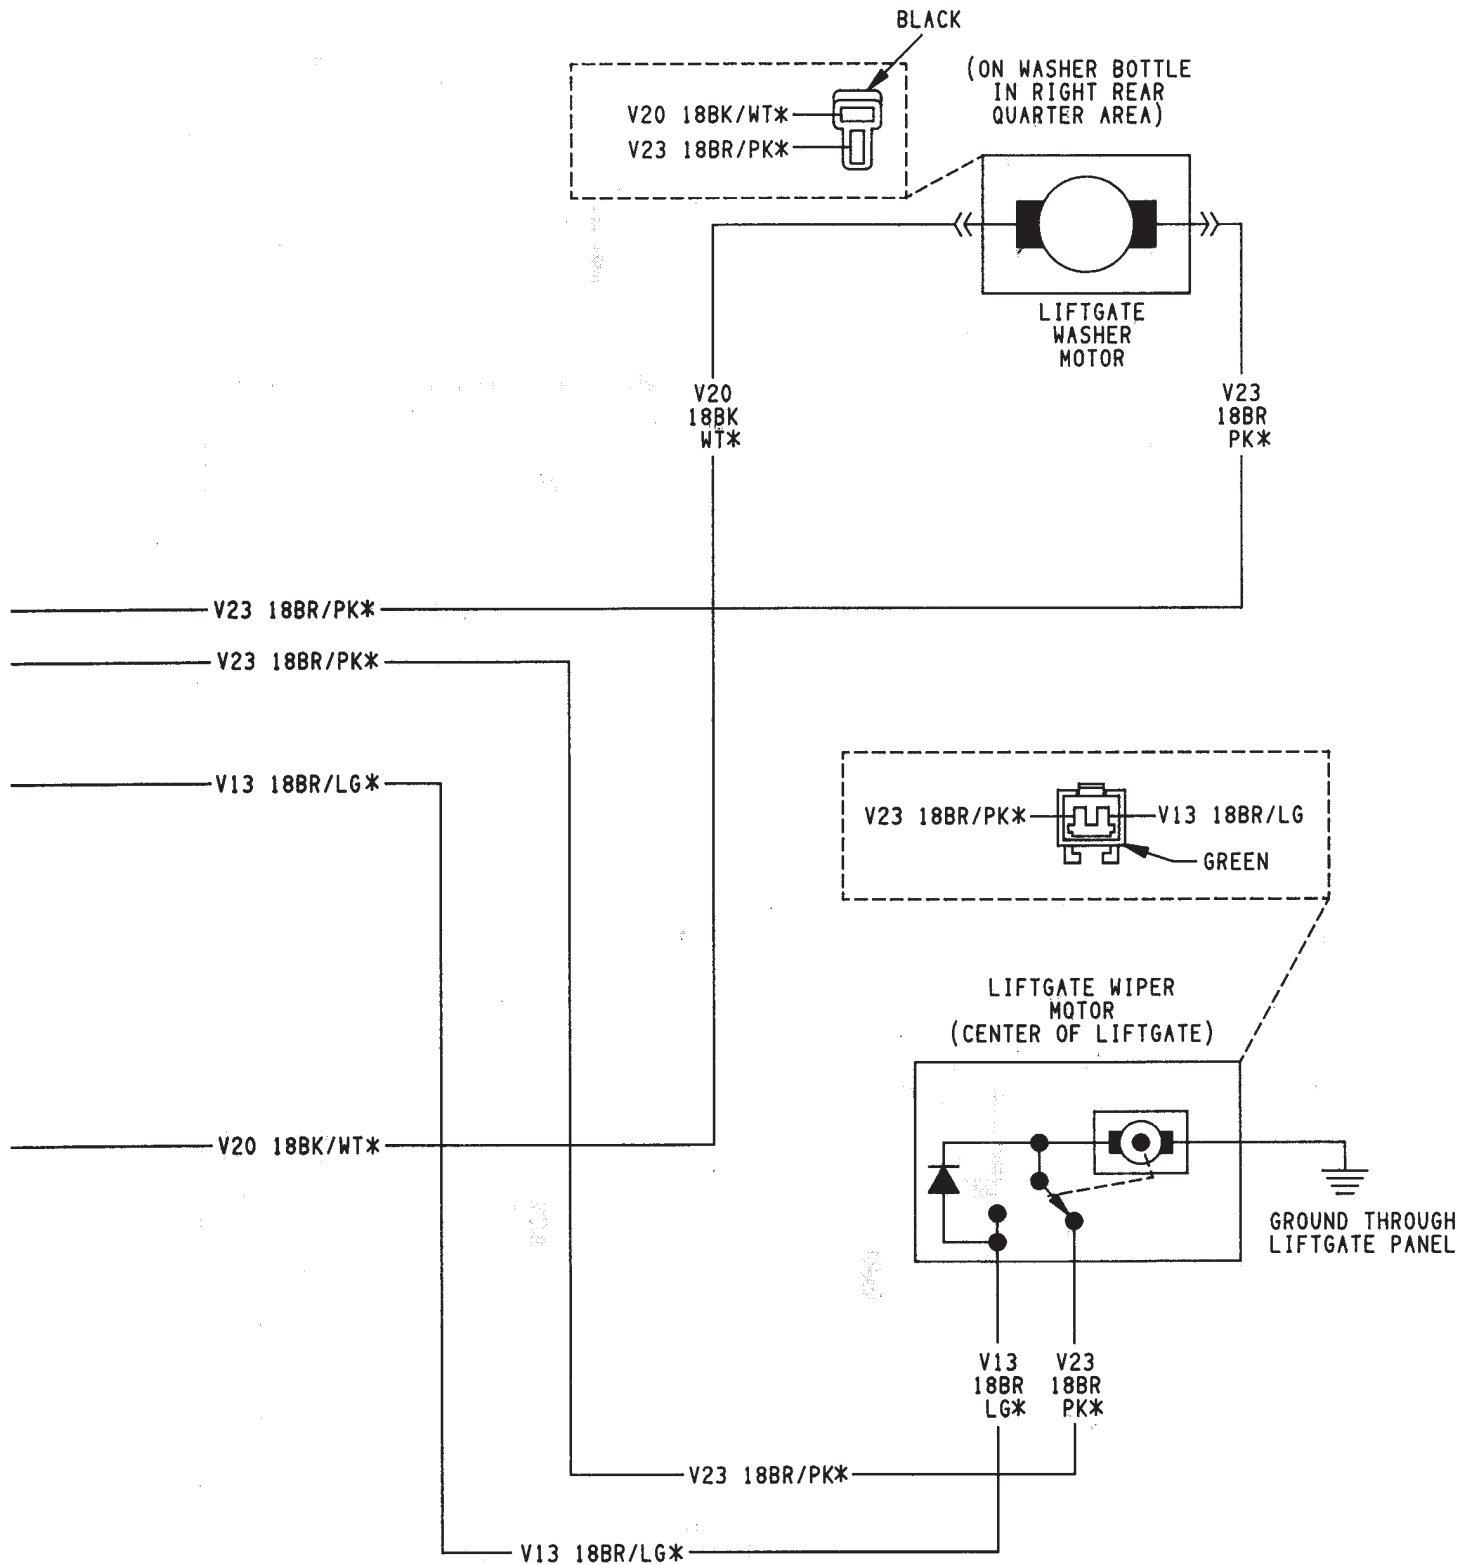 BLACK
(ON WASHER BOTTLE
IN RIGHT REAR
QUARTER AREA)
V20 18BK/WT*
V23 18BR/PK*
LIFTGATE
WASHER
MOTOR
V20
18BK
WT*
V23
18BR
PK*
V23 18BR/PK*
V23 18BR/PK*
V13 18BR/LG*
V23 18BR/PK*
V13 18BR/LG
GREEN
LIFTGATE WIPER
MOTOR
(CENTER OF LIFTGATE)
V20 18BK/WT*
GROUND THROUGH
LIFTGATE PANEL
V13
18BR
LG*
V23
18BR
PK*
V23 18BR/PK*
V13 18BR/LG*